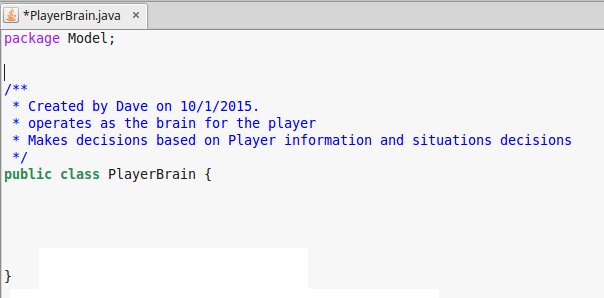 *PlayerBrain.java ×
package Model;
/**
 * Created by Dave on 10/1/2015.
 * operates as the brain for the player
 * Makes decisions based on Player information and situations decisions
 */
public class PlayerBrain {
}